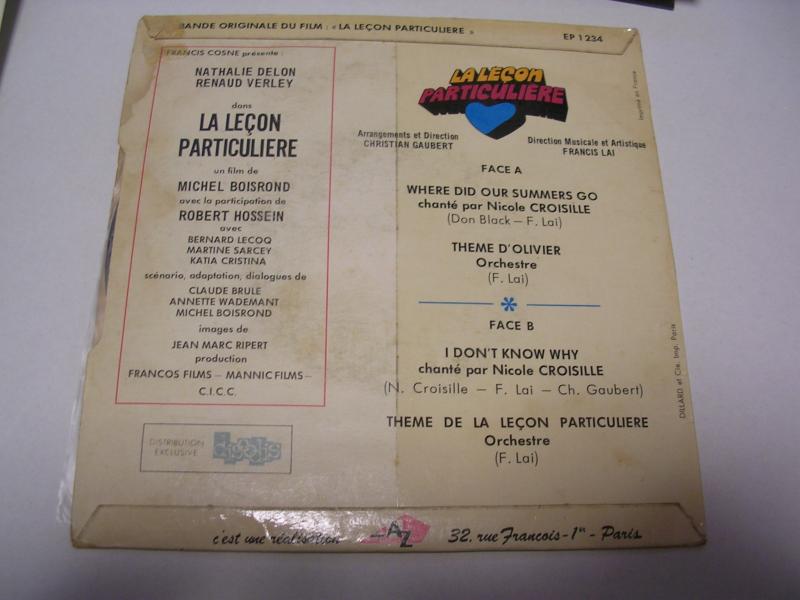 BANDE ORIGINALE DU FILM : « LA LEÇON PARTICULIERE »
EP 1 234
FRANCIS COSNE présente :
NATHALIE DELON
RENAUD VERLEY
dans
LA LEÇON
PARTICULIERE
un film de
MICHEL BOISROND
avec la participation de
ROBERT HOSSEIN
avec
BERNARD LECOQ
MARTINE SARCEY
KATIA CRISTINA
scénario, adaptation, dialogues de
CLAUDE BRULE
ANNETTE WADEMANT
MICHEL BOISROND
images de
JEAN MARC RIPERT
production
FRANCOS FILMS – MANNIC FILMS –
C.I.C.C.
DISTRIBUTION
EXCLUSIVE
discodis
LA LEÇON
PARTICULIERE
Arrangements et Direction
CHRISTIAN GAUBERT
Direction Musicale et Artistique
FRANCIS LAI
FACE A
WHERE DID OUR SUMMERS GO
chanté par Nicole CROISILLE
(Don Black – F. Lai)
THEME D'OLIVIER
Orchestre
(F. Lai)
FACE B
I DON'T KNOW WHY
chanté par Nicole CROISILLE
(N. Croisille – F. Lai – Ch. Gaubert)
THEME DE LA LEÇON PARTICULIERE
Orchestre
(F. Lai)
Imprimé en France
DILLARD et Cie. Imp. Paris
c'est une réalisation
AZ
32, rue François-1er - Paris